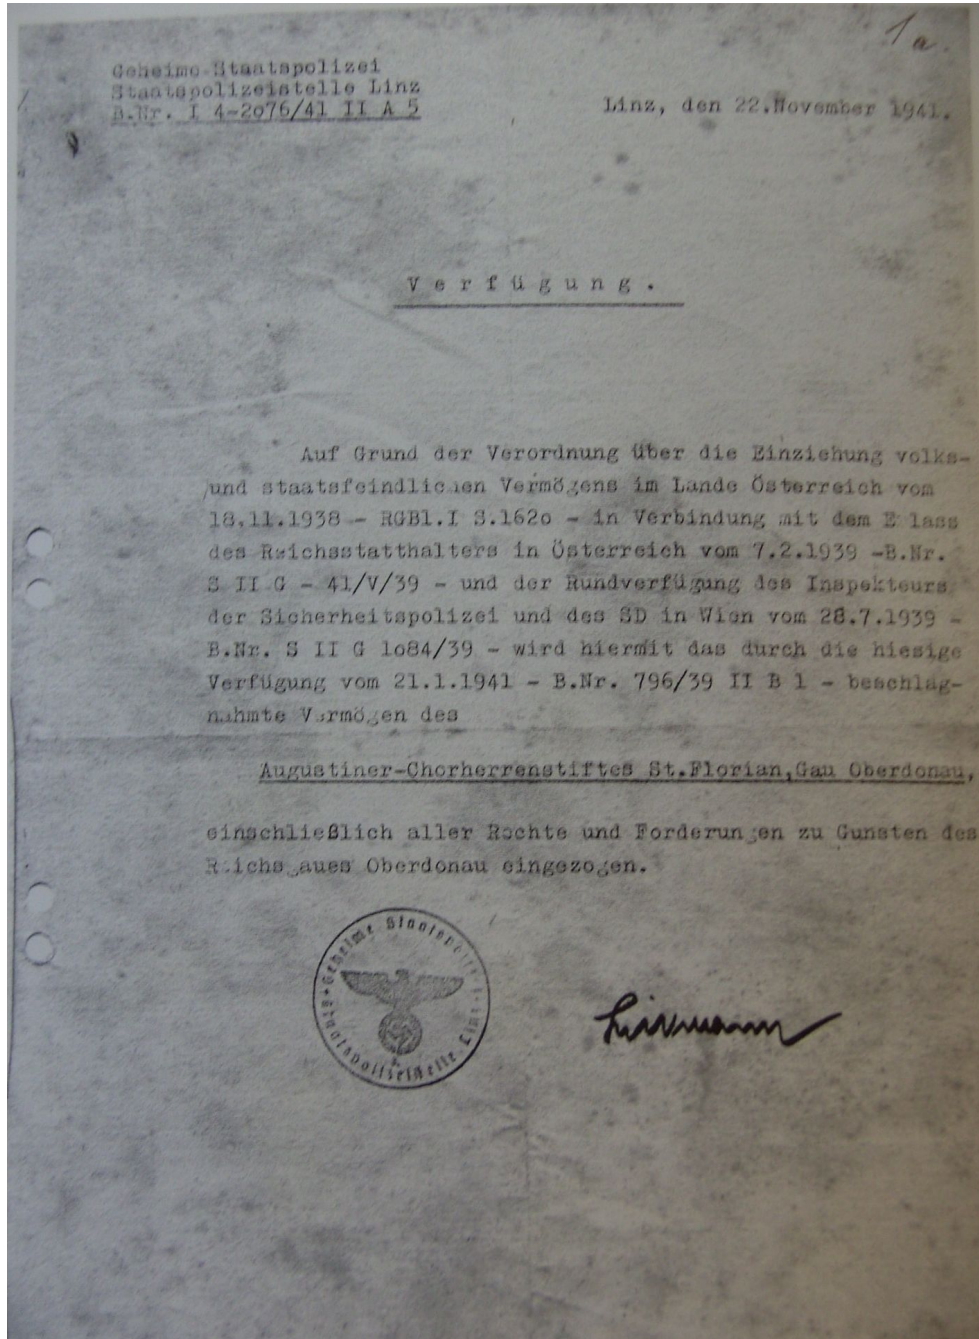 1a.
Geheime Staatspolizei
Staatspolizeistelle Linz
B.Nr. I 4-2o76/41 II A 5
Linz, den 22.November 1941.
Verfügung.
Auf Grund der Verordnung über die Einziehung volks-
und staatsfeindlichen Vermögens im Lande Österreich vom
18.11.1938 - RGBl.I S.162o - in Verbindung mit dem Erlass
des Reichsstatthalters in Österreich vom 7.2.1939 -B.Nr.
S II G - 41/V/39 - und der Rundverfügung des Inspekteurs
der Sicherheitspolizei und des SD in Wien vom 28.7.1939 -
B.Nr. S II G 1o84/39 - wird hiermit das durch die hiesige
Verfügung vom 21.1.1941 - B.Nr. 796/39 II B 1 - beschlag-
nahmte Vermögen des
Augustiner-Chorherrenstiftes St.Florian,Gau Oberdonau,
einschließlich aller Rechte und Forderungen zu Gunsten des
Reichsgaues Oberdonau eingezogen.
Geheime Staatspolizei
Staatspolizeistelle Linz